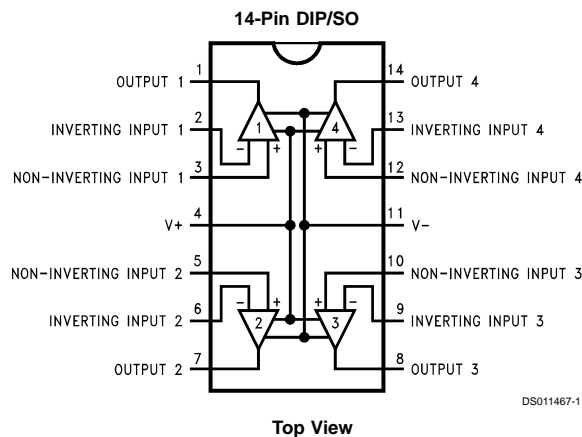 14-Pin DIP/SO
1
OUTPUT 1
2
INVERTING INPUT 1
3
NON-INVERTING INPUT 1
4
V+
5
NON-INVERTING INPUT 2
6
INVERTING INPUT 2
7
OUTPUT 2
1
- +
4
+ -
- +
2
+ -
3
14
OUTPUT 4
13
INVERTING INPUT 4
12
NON-INVERTING INPUT 4
11
V-
10
NON-INVERTING INPUT 3
9
INVERTING INPUT 3
8
OUTPUT 3
DS011467-1
Top View